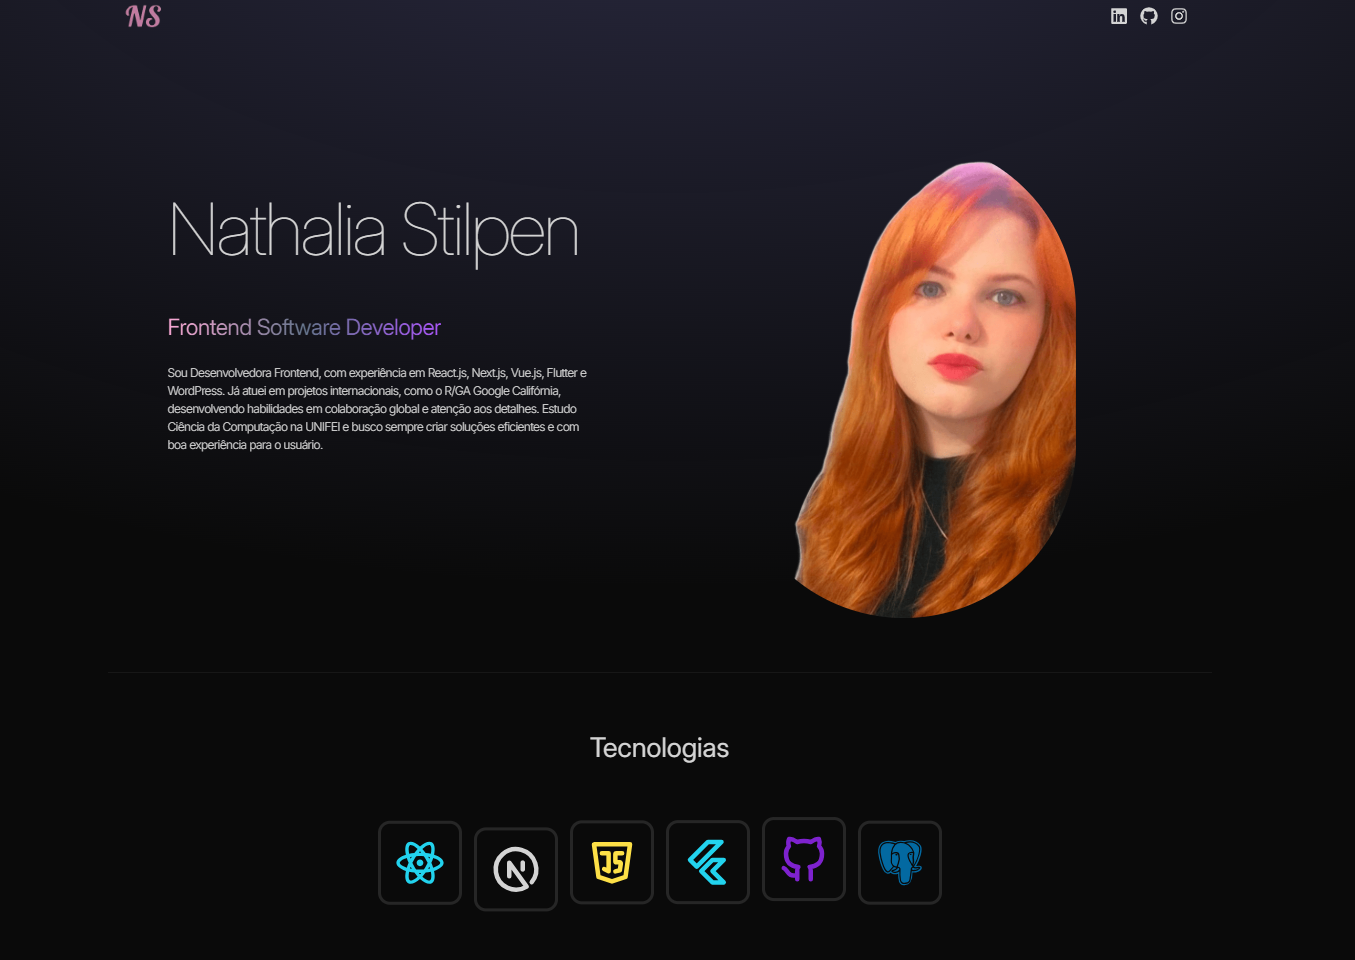 NS
Nathalia Stilpen
Frontend Software Developer
Sou Desenvolvedora Frontend, com experiência em React.js, Next.js, Vue.js, Flutter e
WordPress. Já atuei em projetos internacionais, como o R/GA Google Califórnia,
desenvolvendo habilidades em colaboração global e atenção aos detalhes. Estudo
Ciência da Computação na UNIFEI e busco sempre criar soluções eficientes e com
boa experiência para o usuário.
Tecnologias
JS